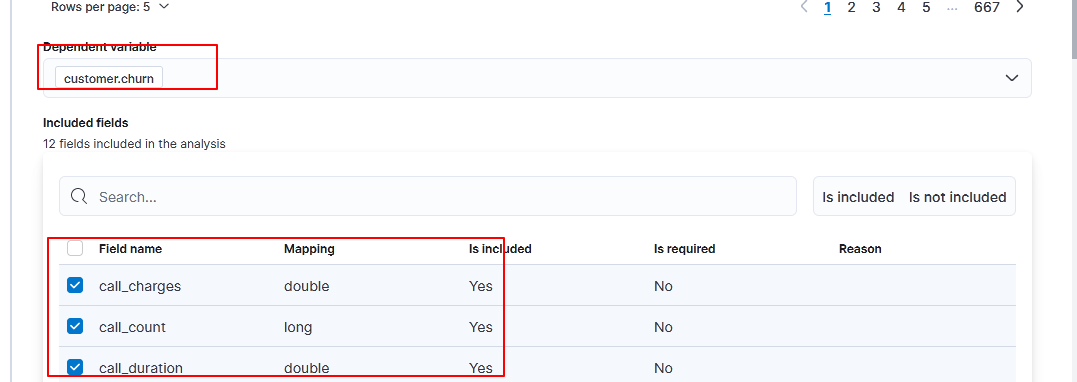 Rows per page: 5
1 2 3 4 5 ... 667
Dependent variable
customer.churn
Included fields
12 fields included in the analysis
Search...
Is included Is not included
Field name Mapping Is included Is required Reason
call_charges double Yes No
call_count long Yes No
call_duration double Yes No